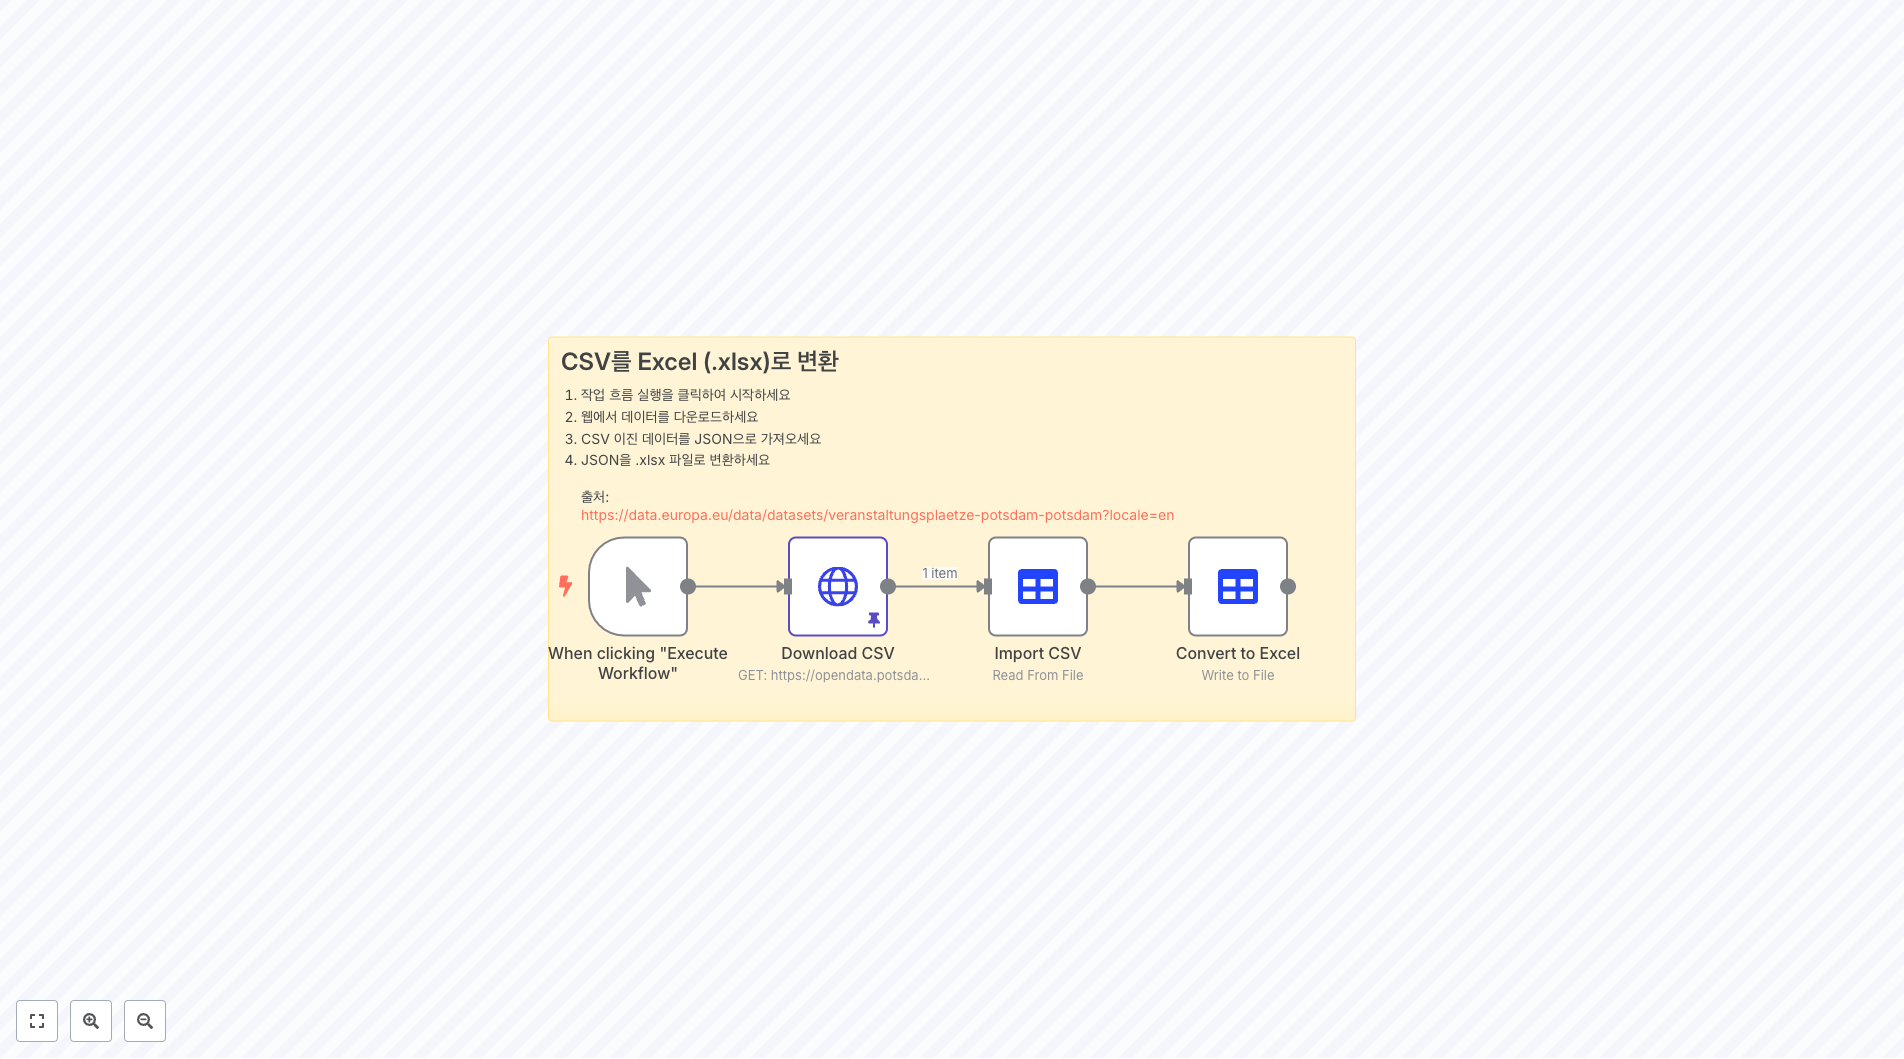 CSV를 Excel (.xlsx)로 변환
1. 작업 흐름 실행을 클릭하여 시작하세요
2. 웹에서 데이터를 다운로드하세요
3. CSV 이진 데이터를 JSON으로 가져오세요
4. JSON을 .xlsx 파일로 변환하세요
출처:
https://data.europa.eu/data/datasets/veranstaltungsplaetze-potsdam-potsdam?locale=en
1 item
When clicking "Execute
Workflow"
Download CSV
GET: https://opendata.potsda...
Import CSV
Read From File
Convert to Excel
Write to File